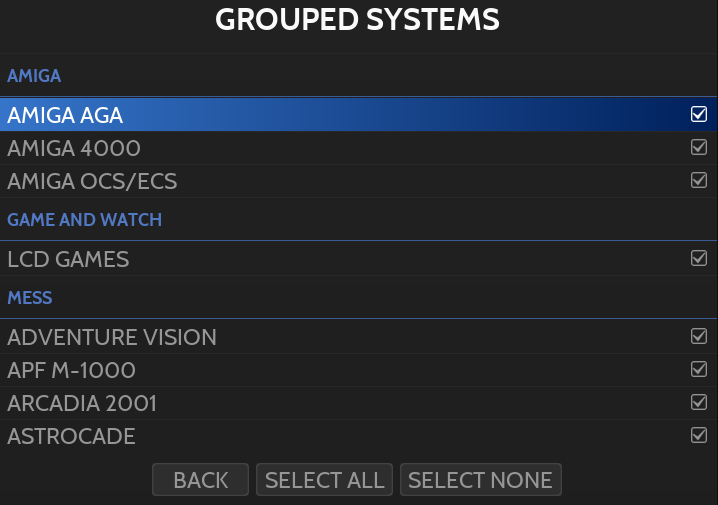 GROUPED SYSTEMS
AMIGA
AMIGA AGA
AMIGA 4000
AMIGA OCS/ECS
GAME AND WATCH
LCD GAMES
MESS
ADVENTURE VISION
APF M-1000
ARCADIA 2001
ASTROCADE
BACK SELECT ALL SELECT NONE